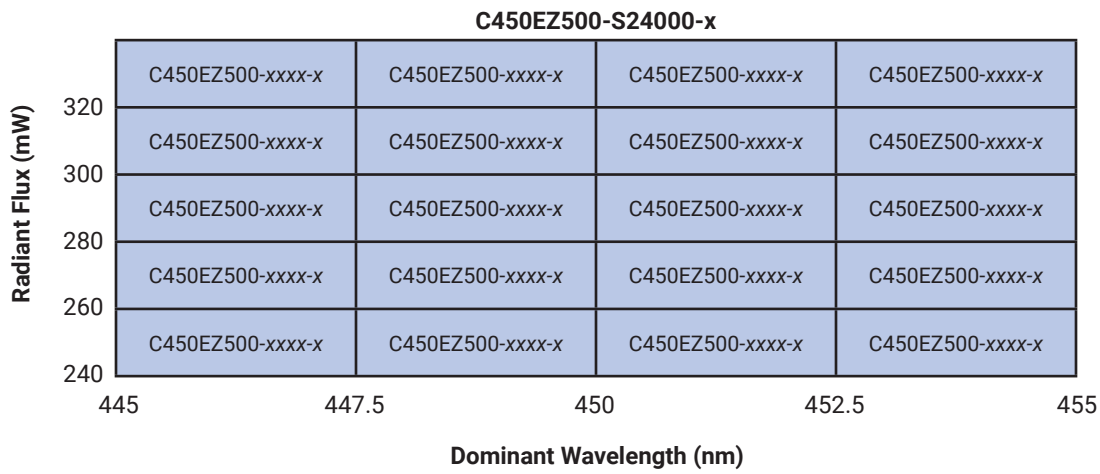 C450EZ500-S24000-x
C450EZ500-xxxx-x C450EZ500-xxxx-x C450EZ500-xxxx-x C450EZ500-xxxx-x
320
C450EZ500-xxxx-x C450EZ500-xxxx-x C450EZ500-xxxx-x C450EZ500-xxxx-x
300
C450EZ500-xxxx-x C450EZ500-xxxx-x C450EZ500-xxxx-x C450EZ500-xxxx-x
280
C450EZ500-xxxx-x C450EZ500-xxxx-x C450EZ500-xxxx-x C450EZ500-xxxx-x
260
C450EZ500-xxxx-x C450EZ500-xxxx-x C450EZ500-xxxx-x C450EZ500-xxxx-x
240
Radiant Flux (mW)
445 447.5 450 452.5 455
Dominant Wavelength (nm)